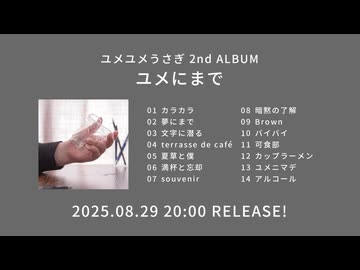 ユメユメうさぎ 2nd ALBUM
ユメにまで
01 カラカラ
02 夢にまで
03 文字に潜る
04 terrasse de café
05 夏草と僕
06 満杯と忘却
07 souvenir
08 暗黙の了解
09 Brown
10 バイバイ
11 可食部
12 カップラーメン
13 ユメニマデ
14 アルコール
2025.08.29 20:00 RELEASE!